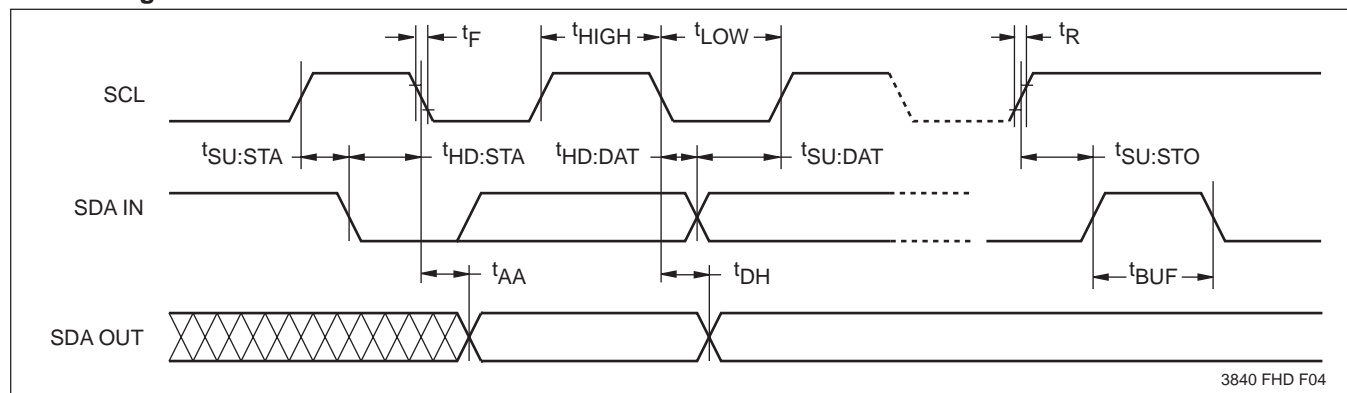 tF
tHIGH
tLOW
tR
SCL
tSU:STA
tHD:STA
tHD:DAT
tSU:DAT
tSU:STO
SDA IN
tAA
tDH
tBUF
SDA OUT
3840 FHD F04